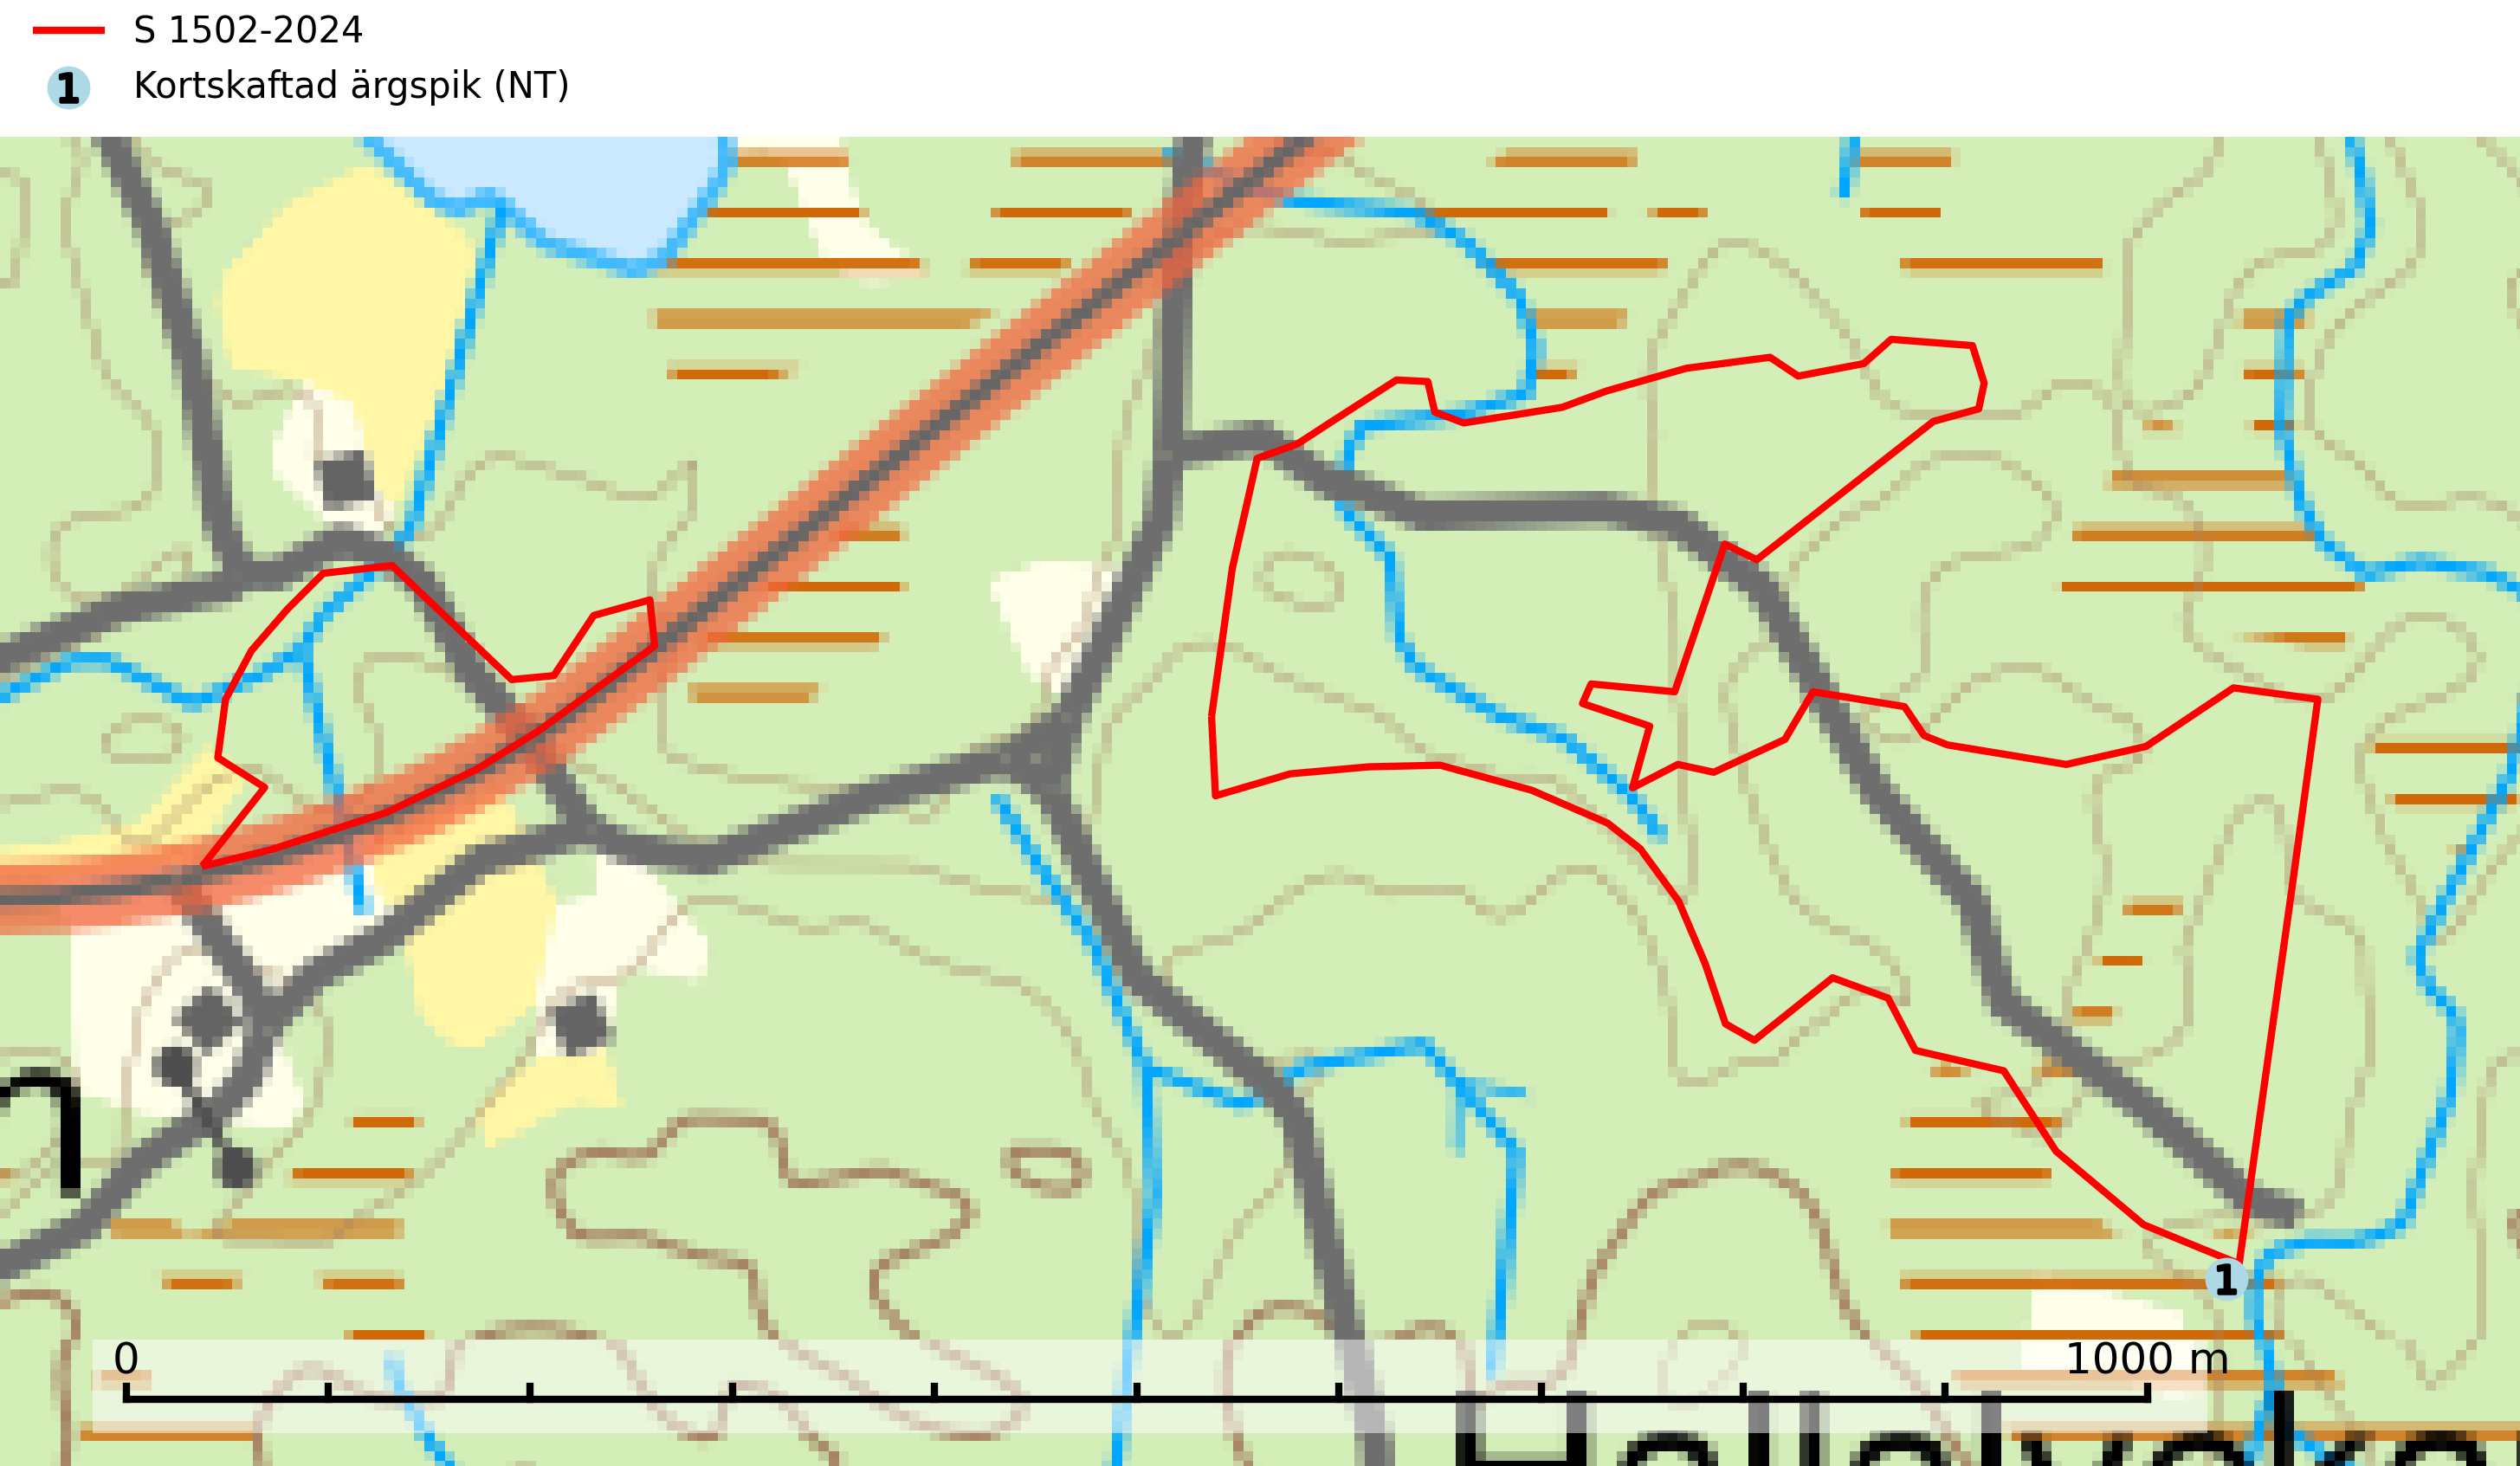 S 1502-2024
1 Kortskaftad ärgspik (NT)
1
0 1000 m